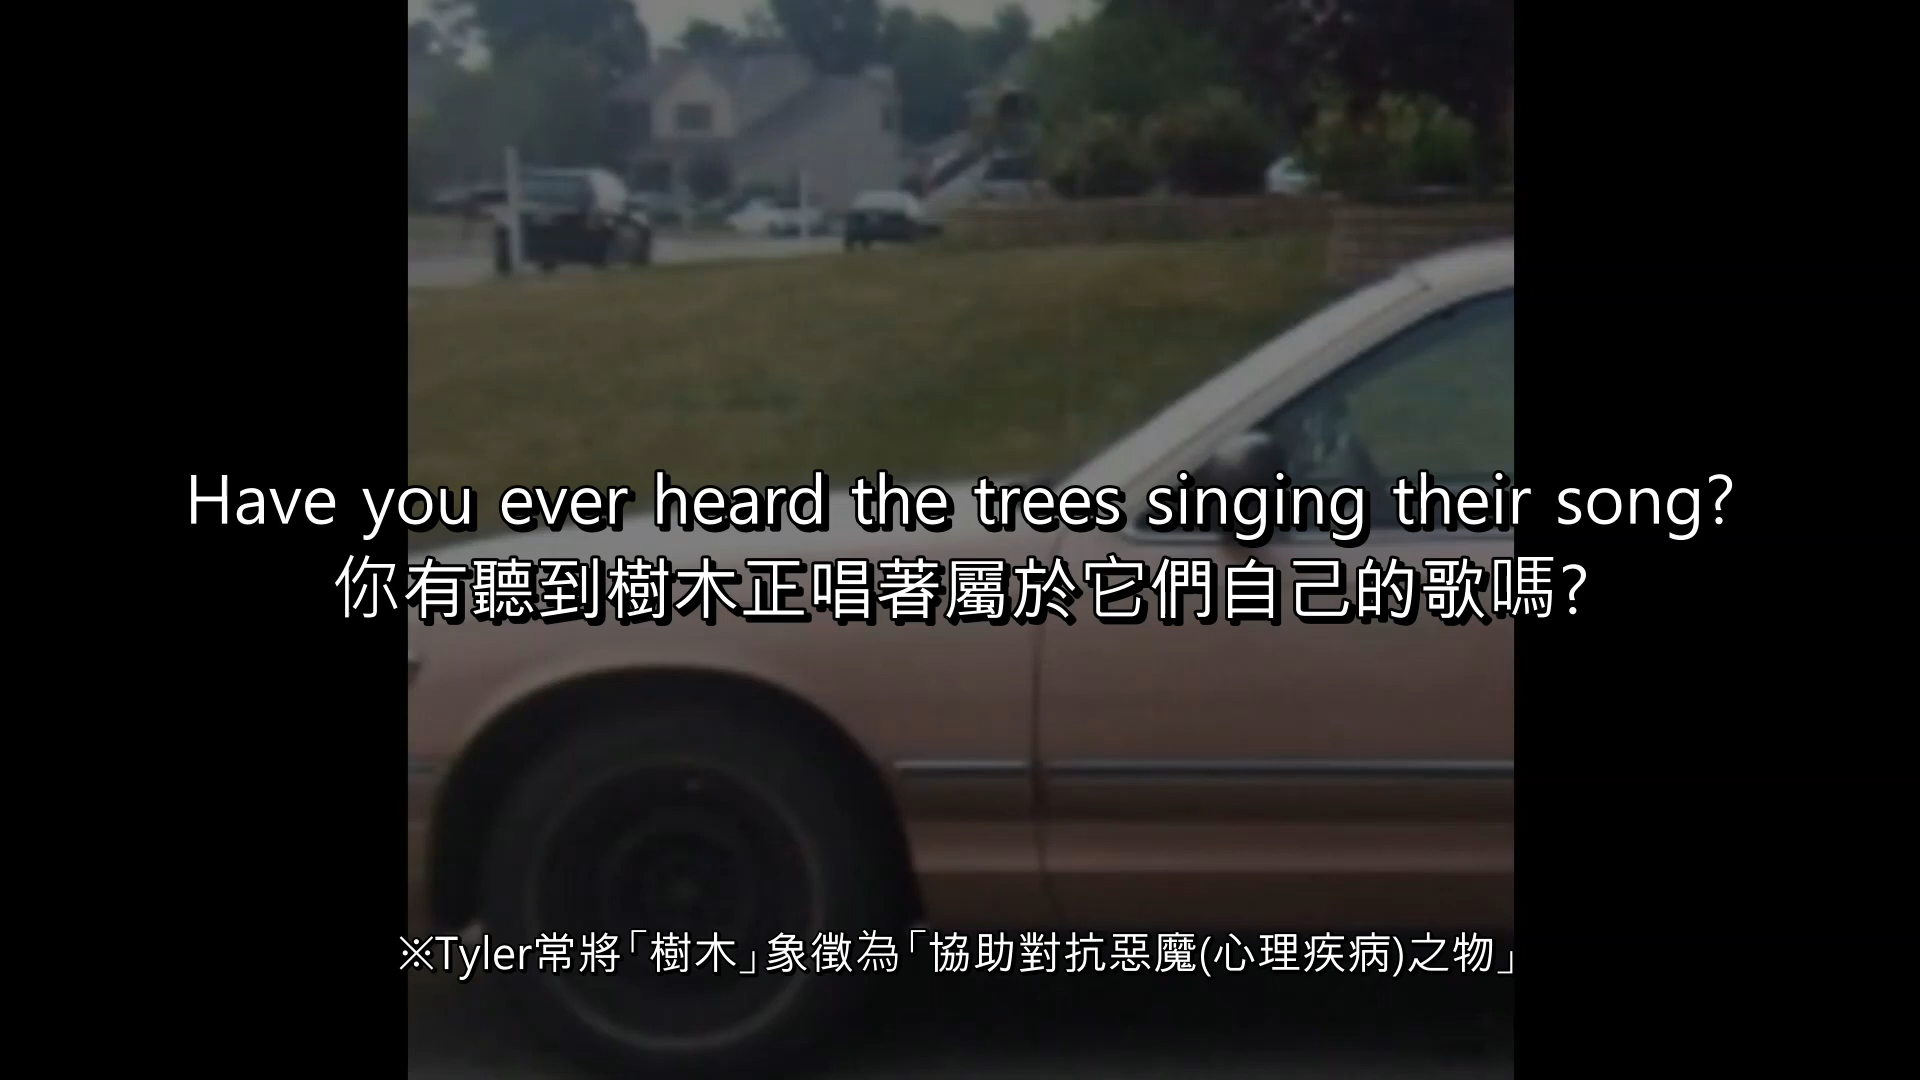 Have you ever heard the trees singing their song?
你有聽到樹木正唱著屬於它們自己的歌嗎?
※Tyler常將「樹木」象徵為「協助對抗惡魔(心理疾病)之物」